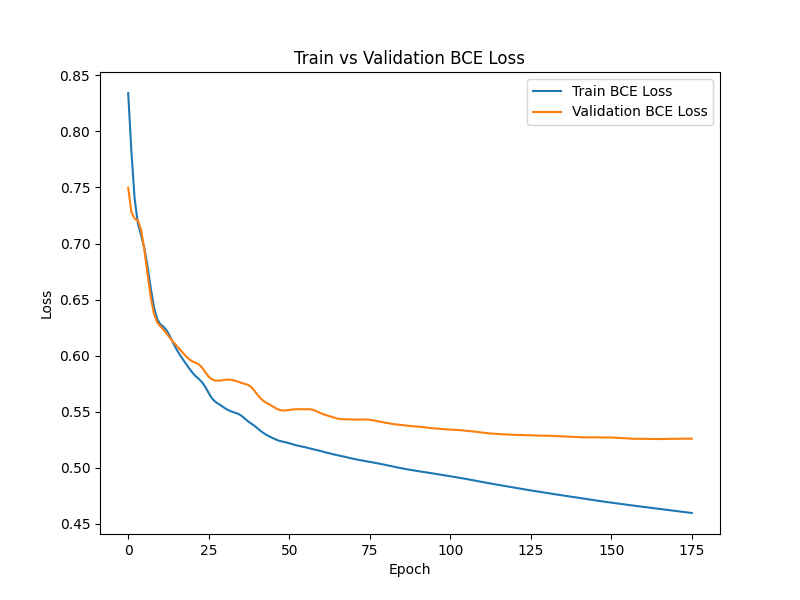 Train vs Validation BCE Loss
Train BCE Loss
Validation BCE Loss
0.85
0.80
0.75
0.70
0.65
0.60
0.55
0.50
0.45
Loss
0 25 50 75 100 125 150 175
Epoch